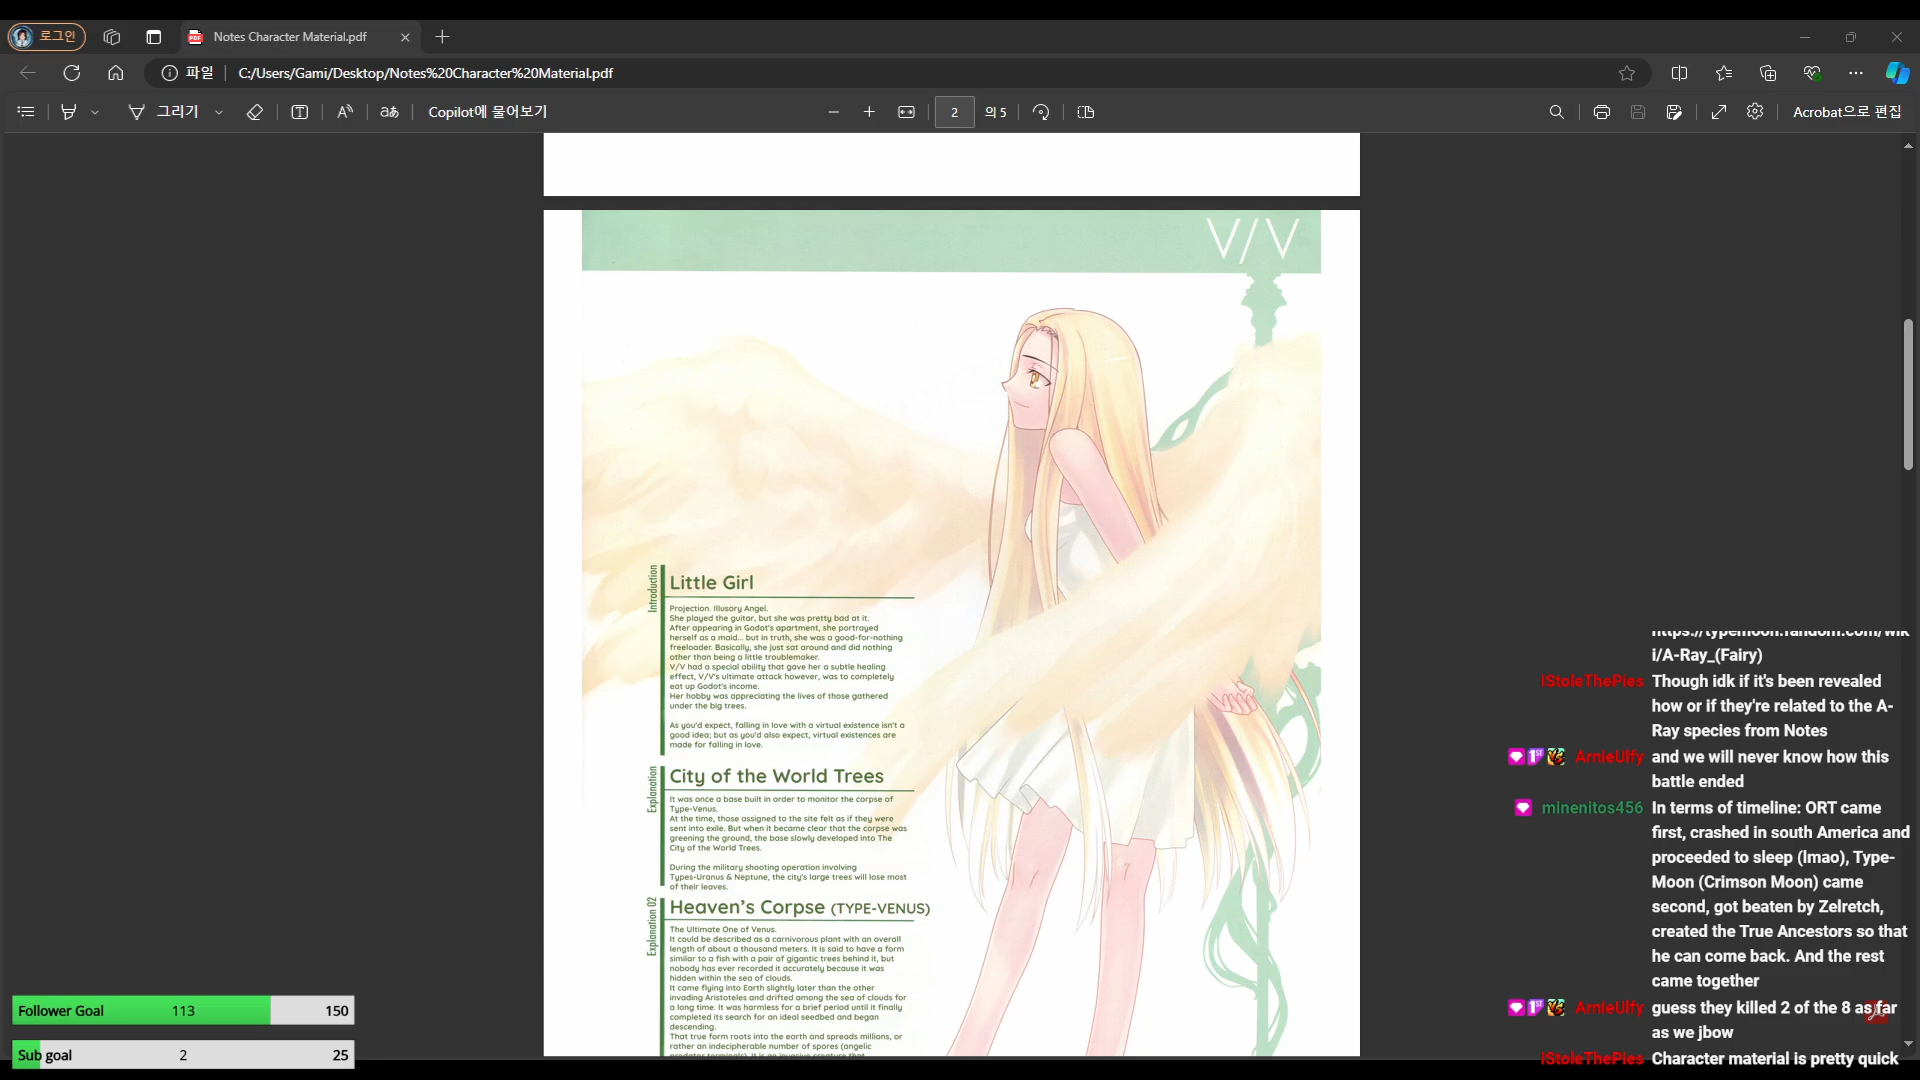 로그인
Notes Character Material.pdf
파일
C:/Users/Gami/Desktop/Notes%20Character%20Material.pdf
그리기
aあ
Copilot에 물어보기
2
의 5
Acrobat으로 편집
V/V
Introduction
Little Girl
Projection. Illusory Angel.
She played the guitar, but she was pretty bad at it.
After appearing in Godot's apartment, she portrayed
herself as a maid... but in truth, she was a good-for-nothing
freeloader. Basically, she just sat around and did nothing
other than being a little troublemaker.
V/V had a special ability that gave her a subtle healing
effect, V/V's ultimate attack however, was to completely
eat up Godot's income.
Her hobby was appreciating the lives of those gathered
under the big trees.
As you'd expect, falling in love with a virtual existence isn't a
good idea; but as you'd also expect, virtual existences are
made for falling in love.
Explanation
City of the World Trees
It was once a base built in order to monitor the corpse of
Type-Venus.
At the time, those assigned to the site felt as if they were
sent into exile. But when it became clear that the corpse was
greening the ground, the base slowly developed into The
City of the World Trees.
During the military shooting operation involving
Types-Uranus & Neptune, the city's large trees will lose most
of their leaves.
Explanation 02
Heaven's Corpse (TYPE-VENUS)
The Ultimate One of Venus.
It could be described as a carnivorous plant with an overall
length of about a thousand meters. It is said to have a form
similar to a fish with a pair of gigantic trees behind it, but
nobody has ever recorded it accurately because it was
hidden within the sea of clouds.
It came flying into Earth slightly later than the other
invading Aristoteles and drifted among the sea of clouds for
a long time. It was harmless for a brief period until it finally
completed its search for an ideal seedbed and began
descending.
That true form roots into the earth and spreads millions, or
rather an indecipherable number of spores (angelic
predator terminals). It is an invasive creature that
https://typemoon.fandom.com/wik
i/A-Ray_(Fairy)
iStoleThePies Though idk if it's been revealed
how or if they're related to the A-
Ray species from Notes
ArnieUlfy and we will never know how this
battle ended
minenitos456 In terms of timeline: ORT came
first, crashed in south America and
proceeded to sleep (lmao), Type-
Moon (Crimson Moon) came
second, got beaten by Zelretch,
created the True Ancestors so that
he can come back. And the rest
came together
ArnieUlfy guess they killed 2 of the 8 as far
as we jbow
iStoleThePies Character material is pretty quick
Follower Goal 113 150
Sub goal 2 25